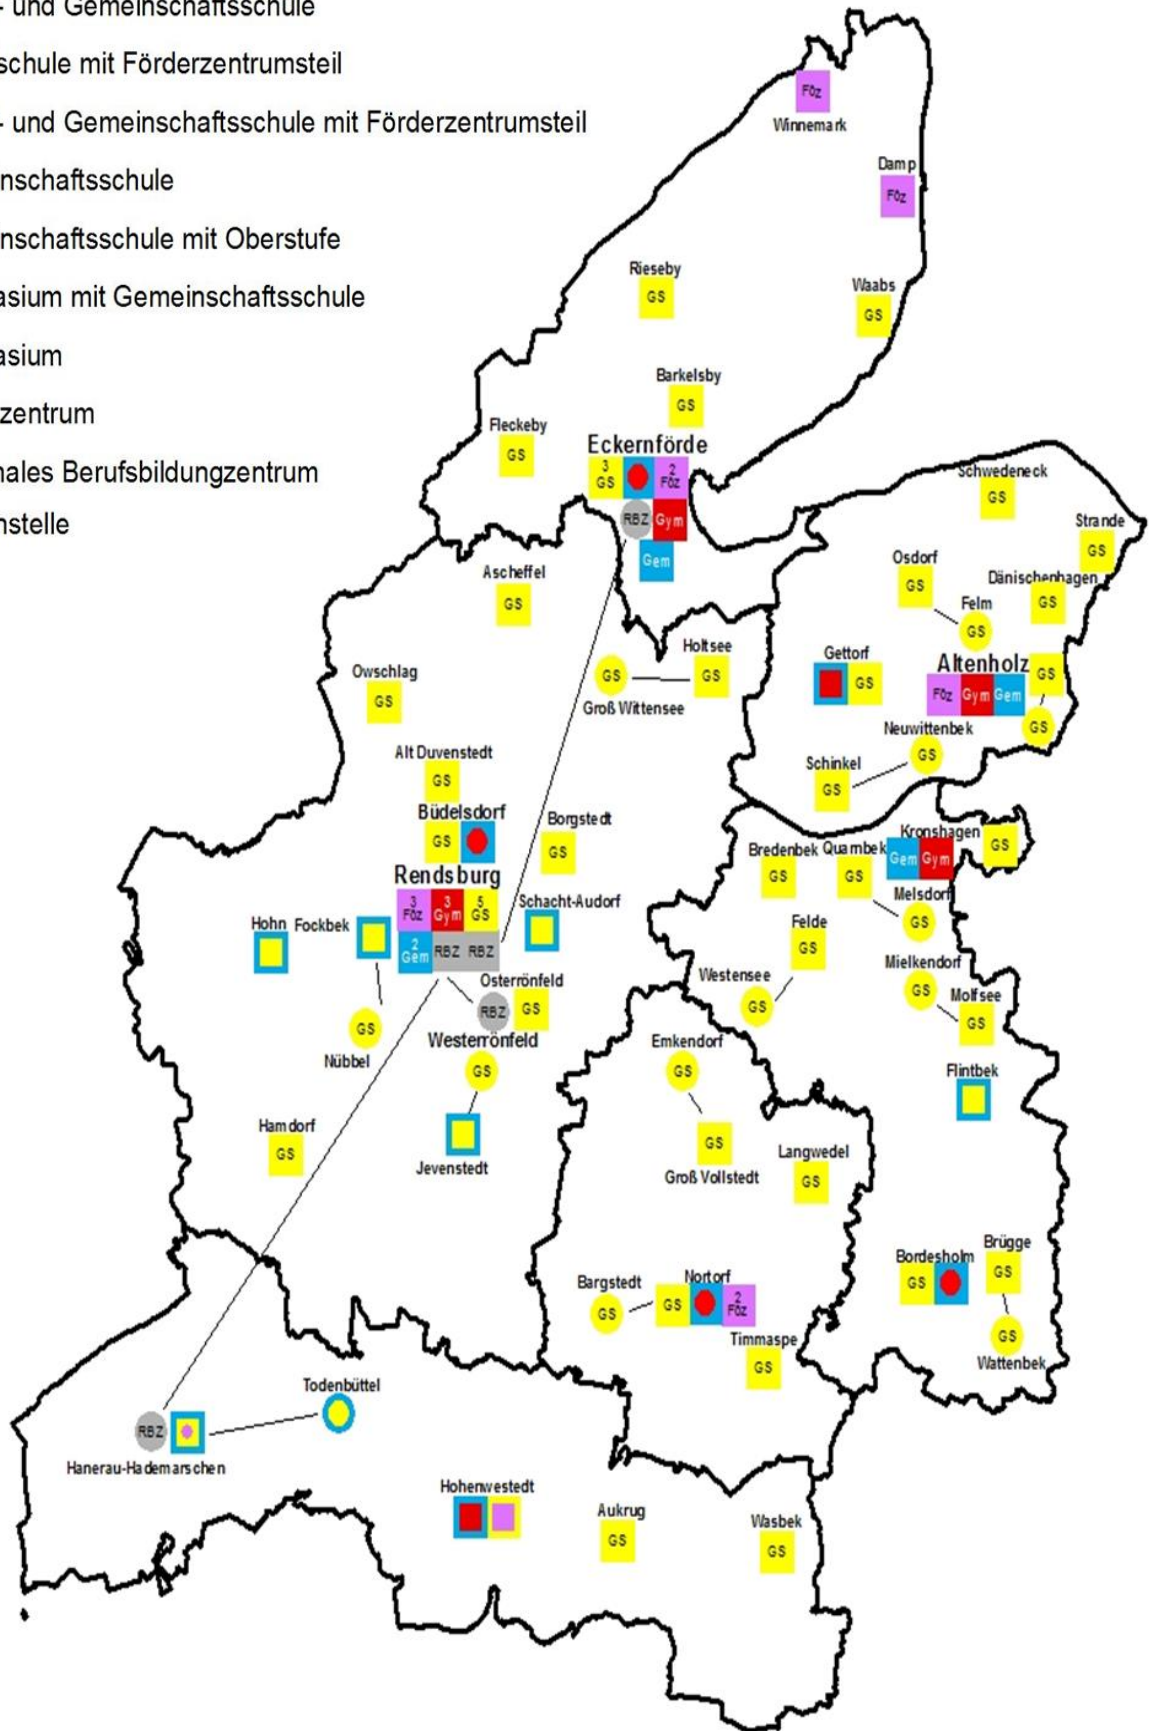 - und Gemeinschaftsschule
schule mit Förderzentrumsteil
- und Gemeinschaftsschule mit Förderzentrumsteil
nschaftsschule
nschaftsschule mit Oberstufe
asium mit Gemeinschaftsschule
asium
zentrum
nales Berufsbildungzentrum
nstelle
Föz
Winnemark
Damp
Föz
Rieseby
GS
Waabs
GS
Barkelsby
GS
Fleckeby
GS
Eckernförde
3 GS
2 Föz
RBZ
Gym
Gem
Schwedeneck
GS
Strande
GS
Dänischenhagen
GS
Osdorf
GS
Felm
GS
Ascheffel
GS
Holtsee
GS
GS
Groß Wittensee
Gettorf
GS
Altenholz
GS
Föz Gym Gem
GS
Neuwittenbek
GS
Schinkel
GS
Owschlag
GS
Alt Duvenstedt
GS
Büdelsdorf
GS
Borgstedt
GS
Rendsburg
3 Föz
3 Gym
5 GS
2 Gem
RBZ RBZ
Schacht-Audorf
Hohn
Fockbek
GS
Nübbel
Osterrönfeld
RBZ
GS
Westerrönfeld
GS
Jevenstedt
Hamdorf
GS
Kronshagen
GS
Gem Gym
Bredenbek
GS
Quarnbek
GS
Melsdorf
GS
Felde
GS
Westensee
GS
Mielkendorf
GS
Molfsee
GS
Flintbek
Emkendorf
GS
GS
Groß Vollstedt
Langwedel
GS
Bordesholm
GS
Brügge
GS
GS
Wattenbek
Bargstedt
GS
Nortorf
GS
2 Föz
Timmaspe
GS
Todenbüttel
RBZ
Hanerau-Hademarschen
Hohenwestedt
Aukrug
GS
Wasbek
GS